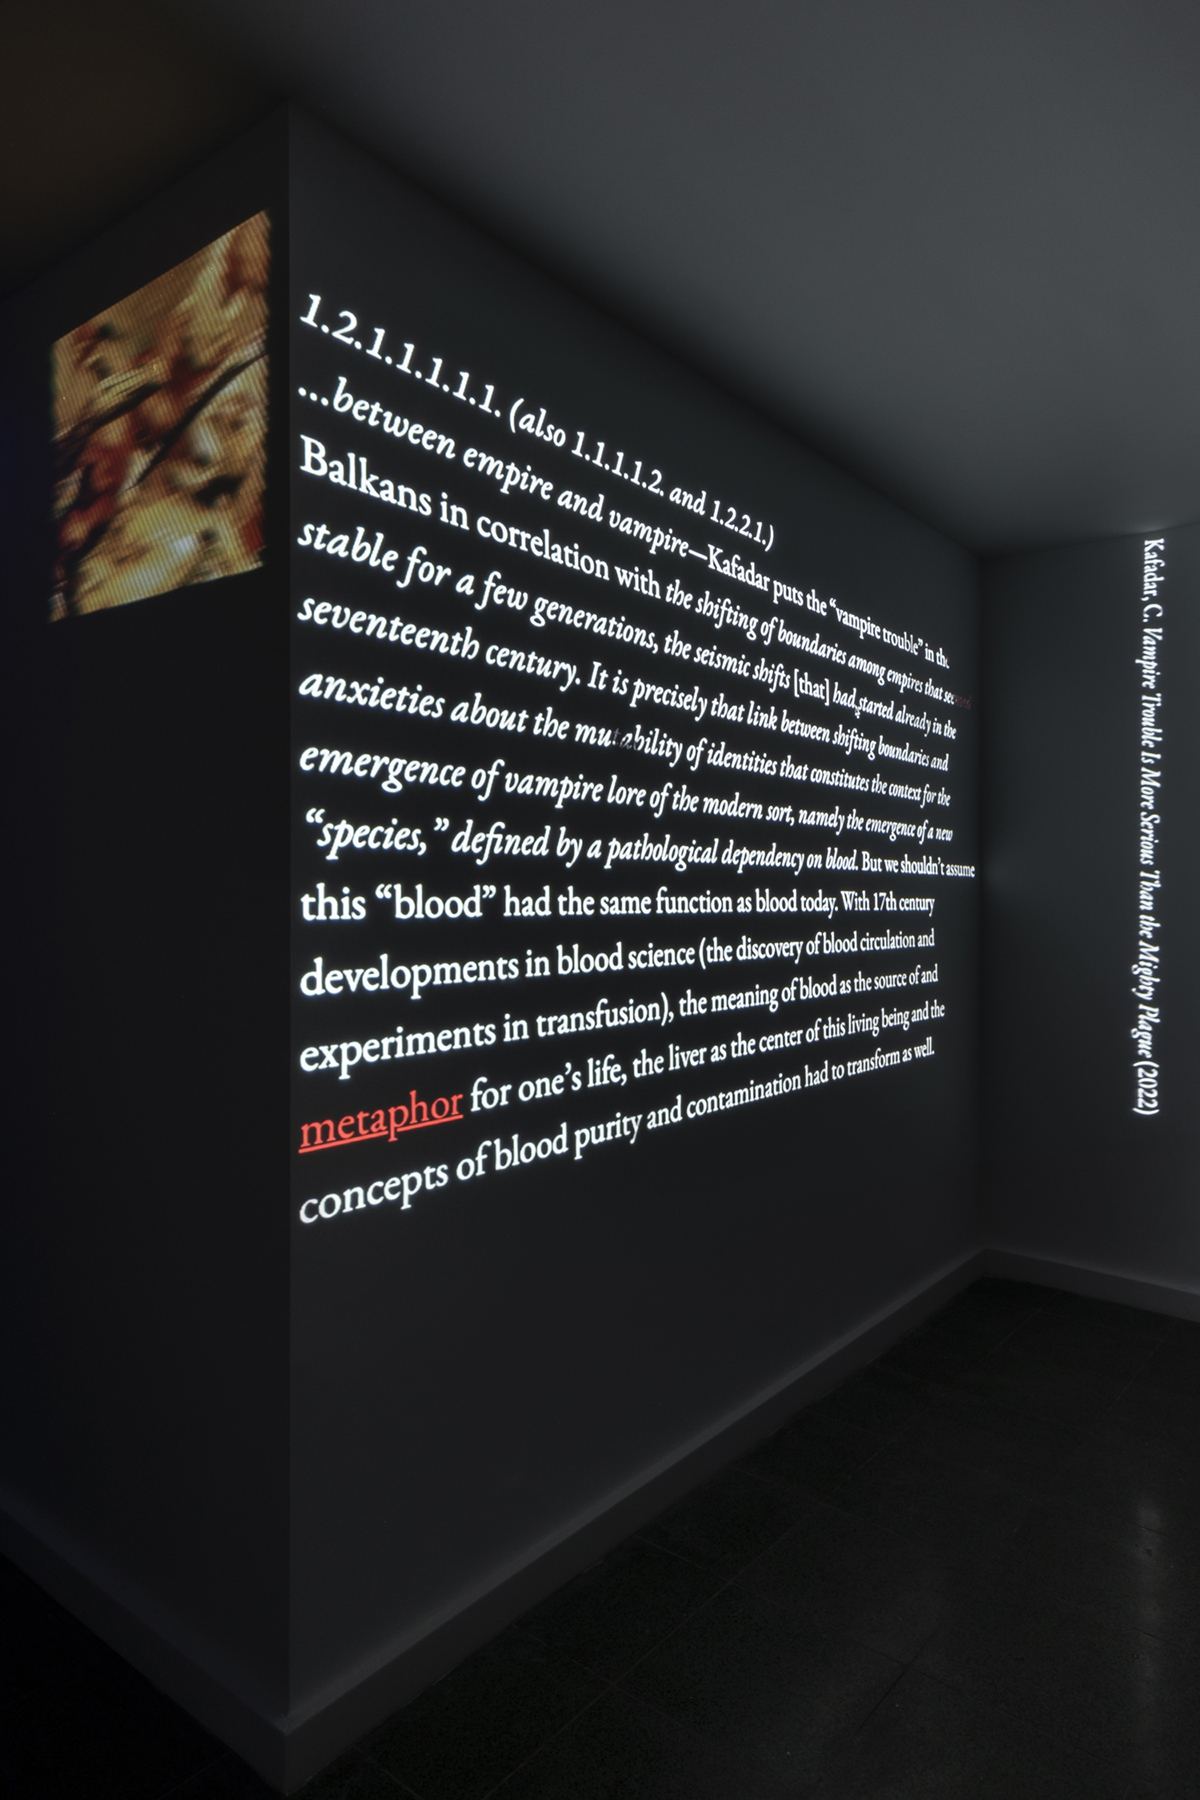 1.2.1.1.1.1.1. (also 1.1.1.1.2. and 1.2.2.1.)
...between empire and vampire—Kafadar puts the “vampire trouble” in the
Balkans in correlation with the shifting of boundaries among empires that
stable for a few generations, the seismic shifts [that] had started already in the
seventeenth century. It is precisely that link between shifting boundaries and
anxieties about the mutability of identities that constitutes the context for the
emergence of vampire lore of the modern sort, namely the emergence of a new
“species,” defined by a pathological dependency on blood. But we shouldn’t assume
this “blood” had the same function as blood today. With 17th century
developments in blood science (the discovery of blood circulation and
experiments in transfusion), the meaning of blood as the source of and
metaphor for one’s life, the liver as the center of this living being and the
concepts of blood purity and contamination had to transform as well.
Kafadar, C. Vampire Trouble Is More Serious Than the Mighty Plague (2022)